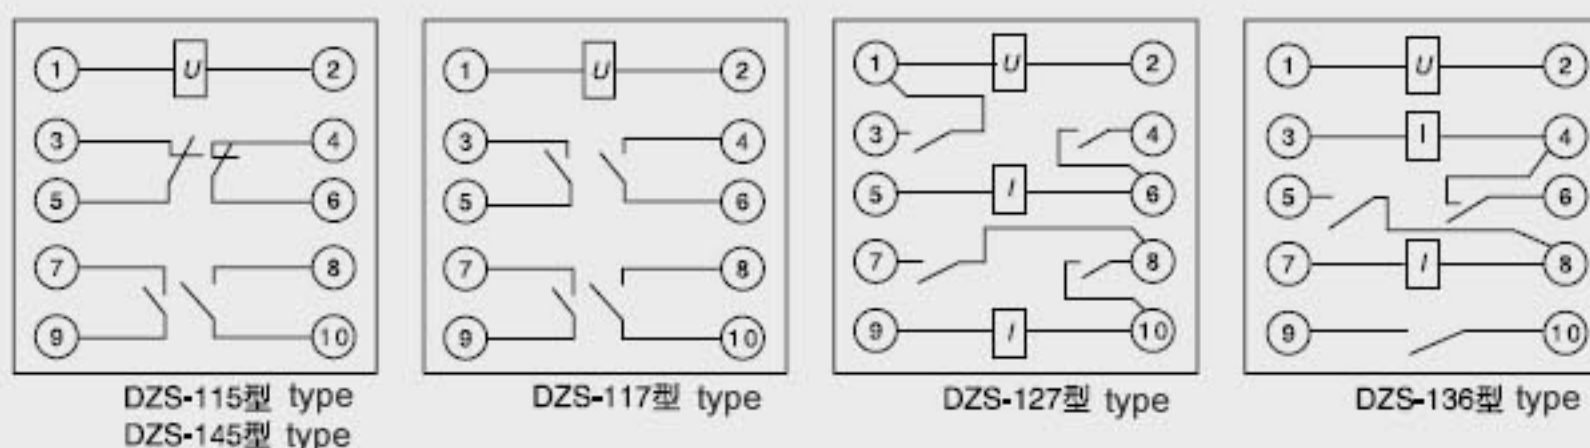 1 U 2
3 4
5 6
7 8
9 10
DZS-115型 type
DZS-145型 type
1 U 2
3 4
5 6
7 8
9 10
DZS-117型 type
1 U 2
3 4
5 I 6
7 8
9 I 10
DZS-127型 type
1 U 2
3 I 4
5 6
7 I 8
9 10
DZS-136型 type